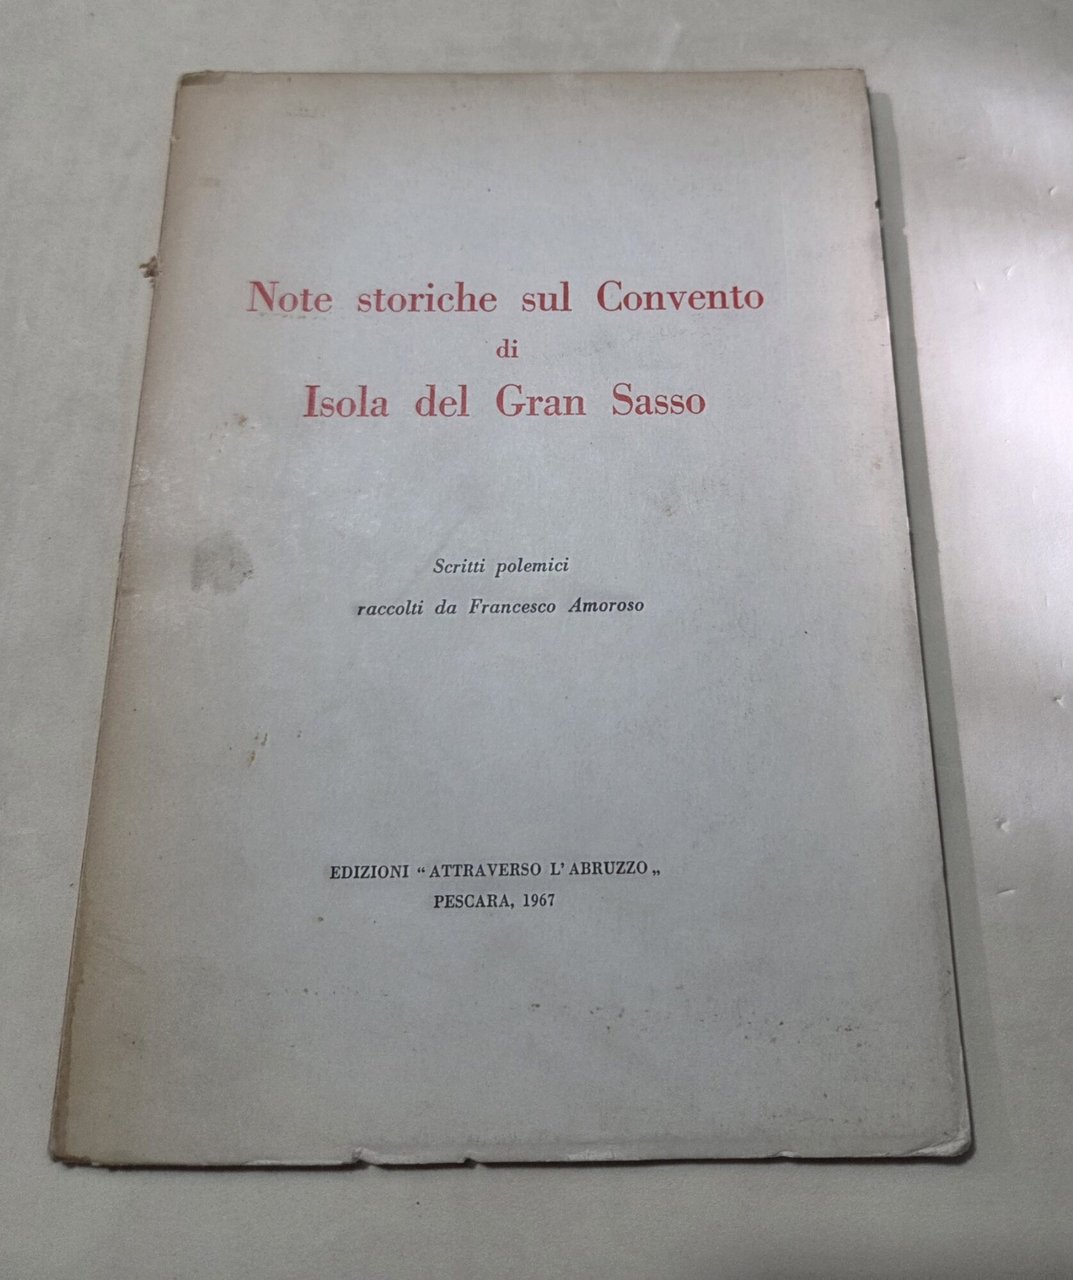 Note storiche sul Convento
di
Isola del Gran Sasso
Scritti polemici
raccolti da Francesco Amoroso
EDIZIONI “ ATTRAVERSO L' ABRUZZO „
PESCARA, 1967